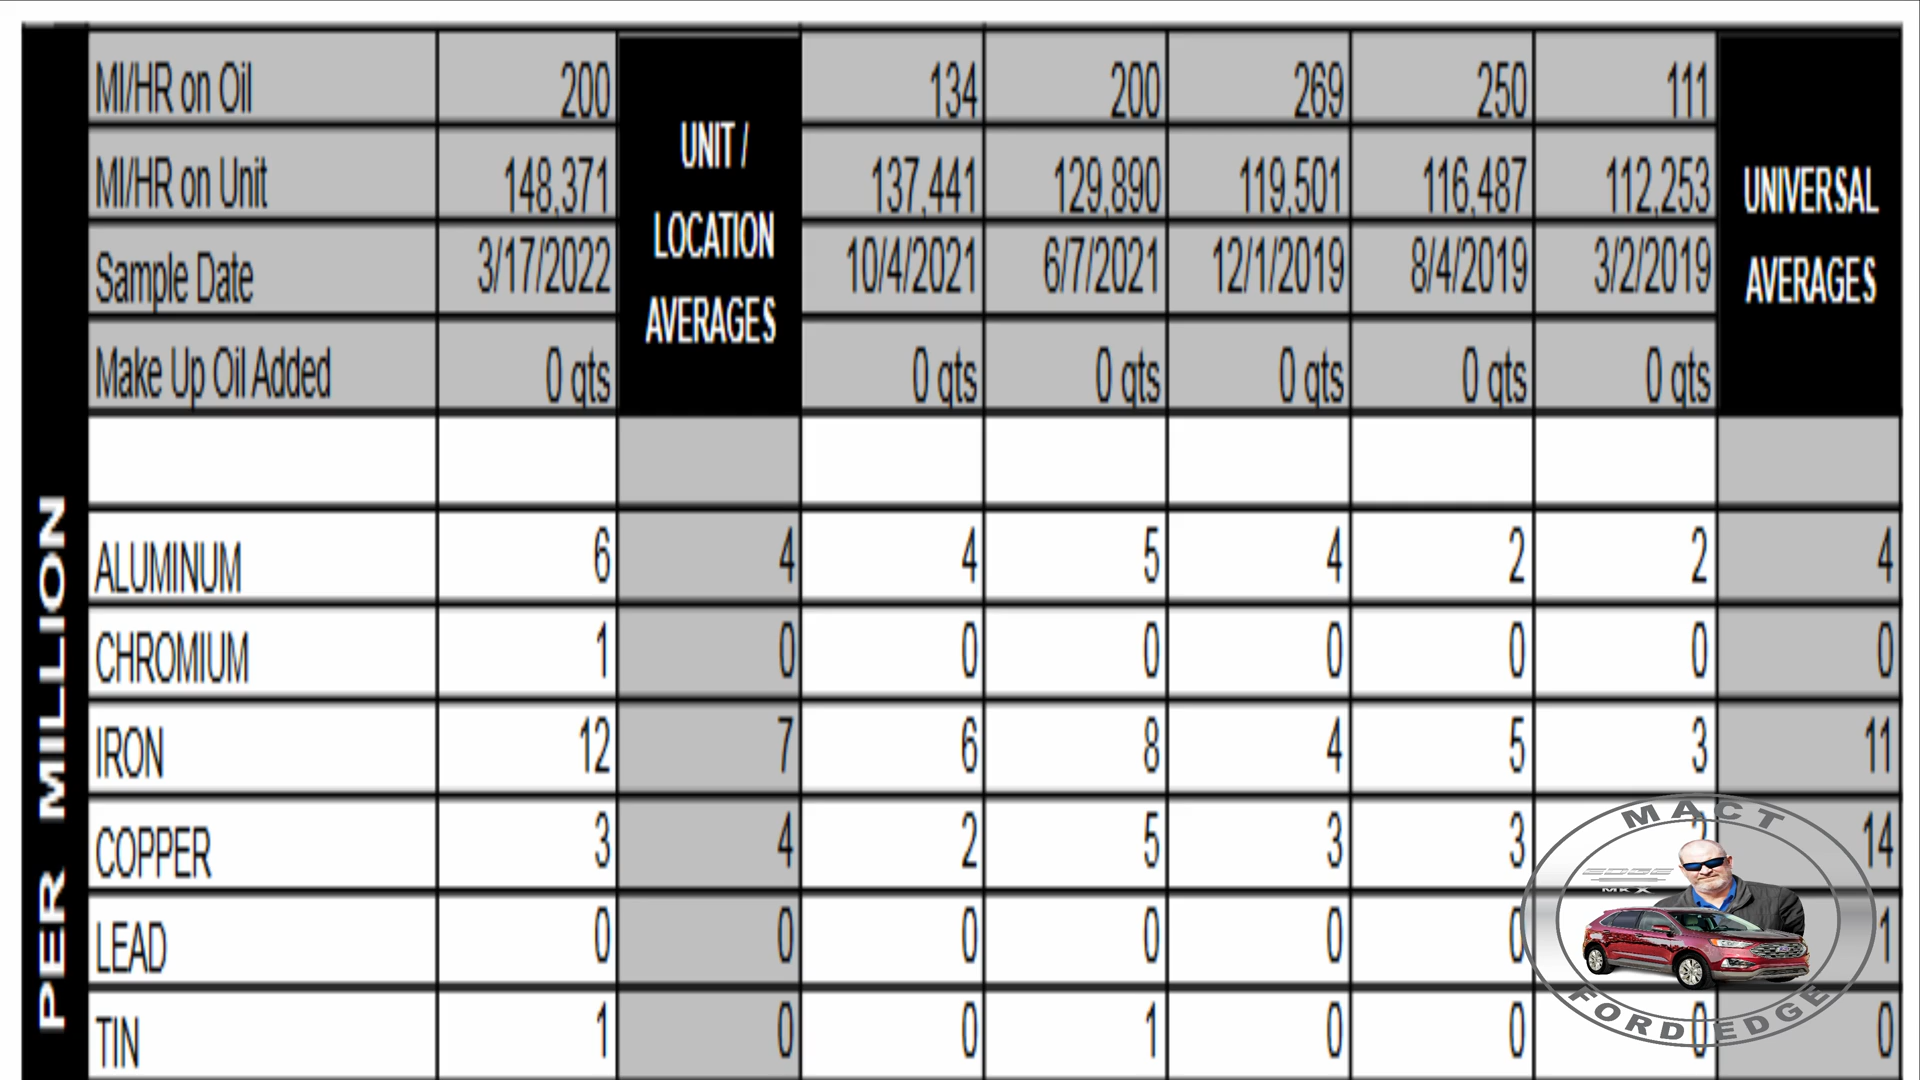 MI/HR on Oil 200 134 200 269 250 111
MI/HR on Unit 148,371 137,441 129,890 119,501 116,487 112,253
Sample Date 3/17/2022 10/4/2021 6/7/2021 12/1/2019 8/4/2019 3/2/2019
Make Up Oil Added 0 qts 0 qts 0 qts 0 qts 0 qts 0 qts
UNIT /
LOCATION
AVERAGES
UNIVERSAL
AVERAGES
PER MILLION
ALUMINUM 6 4 4 5 4 2 2 4
CHROMIUM 1 0 0 0 0 0 0 0
IRON 12 7 6 8 4 5 3 11
COPPER 3 4 2 5 3 3 14
LEAD 0 0 0 0 0 0 1
TIN 1 0 0 1 0 0 0 0
MACT
EDGE
MKX
FORD EDGE